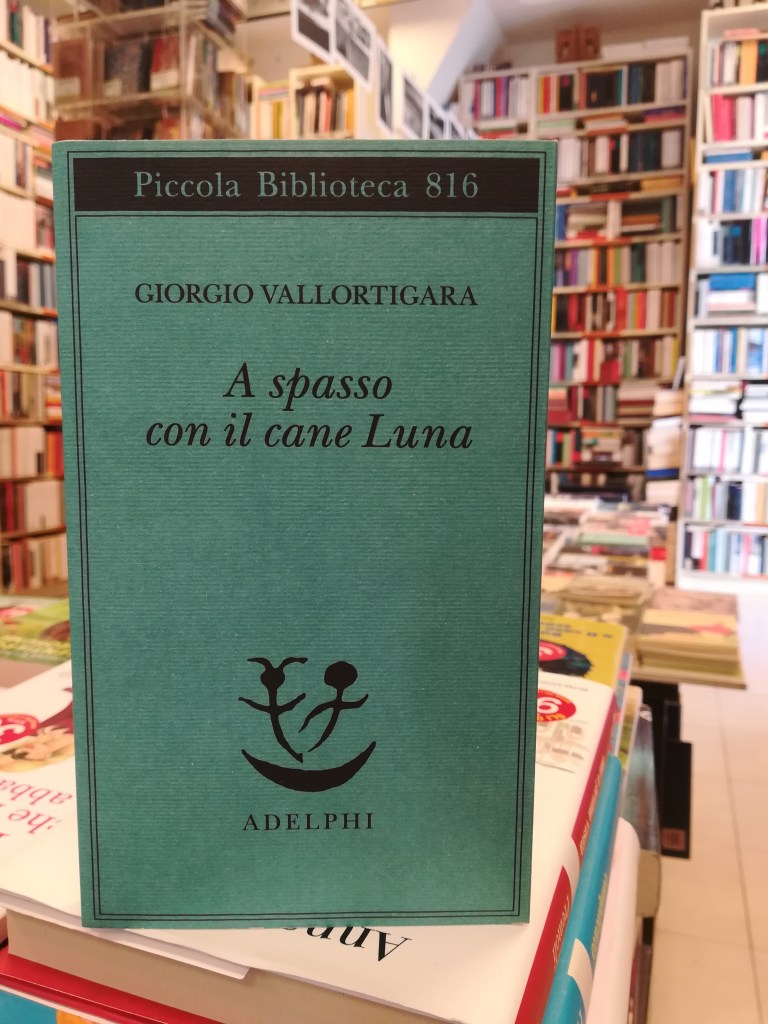 Piccola Biblioteca 816
GIORGIO VALLORTIGARA
A spasso
con il cane Luna
ADELPHI